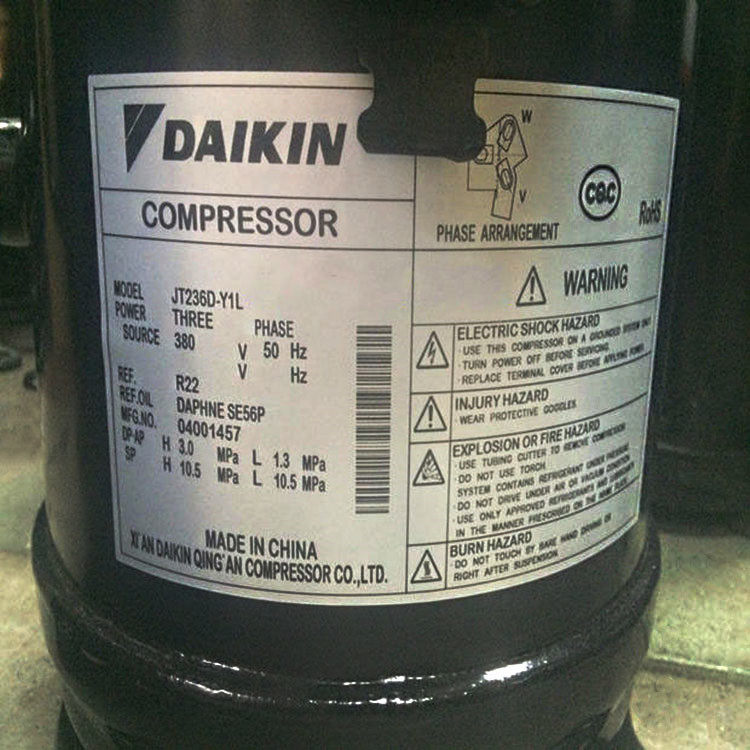 DAIKIN
COMPRESSOR
MODEL JT236D-Y1L
POWER THREE PHASE
SOURCE 380 V 50 Hz
V Hz
REF. R22
REF.OIL DAPHNE SE56P
MFG.NO. 04001457
DP·AP H 3.0 MPa L 1.3 MPa
SP H 10.5 MPa L 10.5 MPa
MADE IN CHINA
XI'AN DAIKIN QING'AN COMPRESSOR CO.,LTD.
W
V
PHASE ARRANGEMENT
CQC
RoHS
WARNING
ELECTRIC SHOCK HAZARD
· USE THIS COMPRESSOR ON A GROUNDED SYSTEM ONLY
· TURN POWER OFF BEFORE SERVICING.
· REPLACE TERMINAL COVER BEFORE APPLYING POWER.
INJURY HAZARD
· WEAR PROTECTIVE GOGGLES.
EXPLOSION OR FIRE HAZARD
· USE TUBING CUTTER TO REMOVE COMPRESSOR
· DO NOT USE TORCH.
SYSTEM CONTAINS REFRIGERANT UNDER PRESSURE.
· DO NOT DRIVE UNDER AIR OR VACUUM CONDITION
· USE ONLY APPROVED REFRIGERANTS AND
IN THE MANNER PRESCRIBED ON THE NAME PLATE.
BURN HAZARD
· DO NOT TOUCH BY BARE HAND DRIVING OR
RIGHT AFTER SUSPENSION.